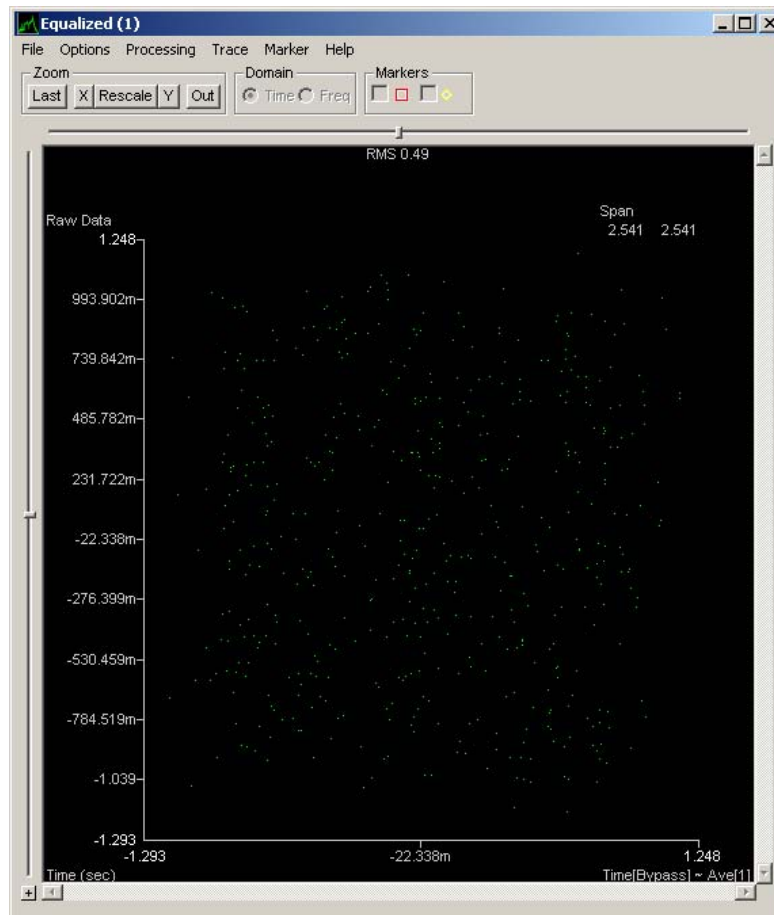 Equalized (1)
File Options Processing Trace Marker Help
Zoom Domain Markers
Last X Rescale Y Out Time Freq
RMS 0.49
Span
Raw Data 2.541 2.541
1.248
993.902m
739.842m
485.782m
231.722m
-22.338m
-276.399m
-530.459m
-784.519m
-1.039
-1.293
-1.293 -22.338m 1.248
Time (sec) Time[Bypass] ~ Ave[1]
+